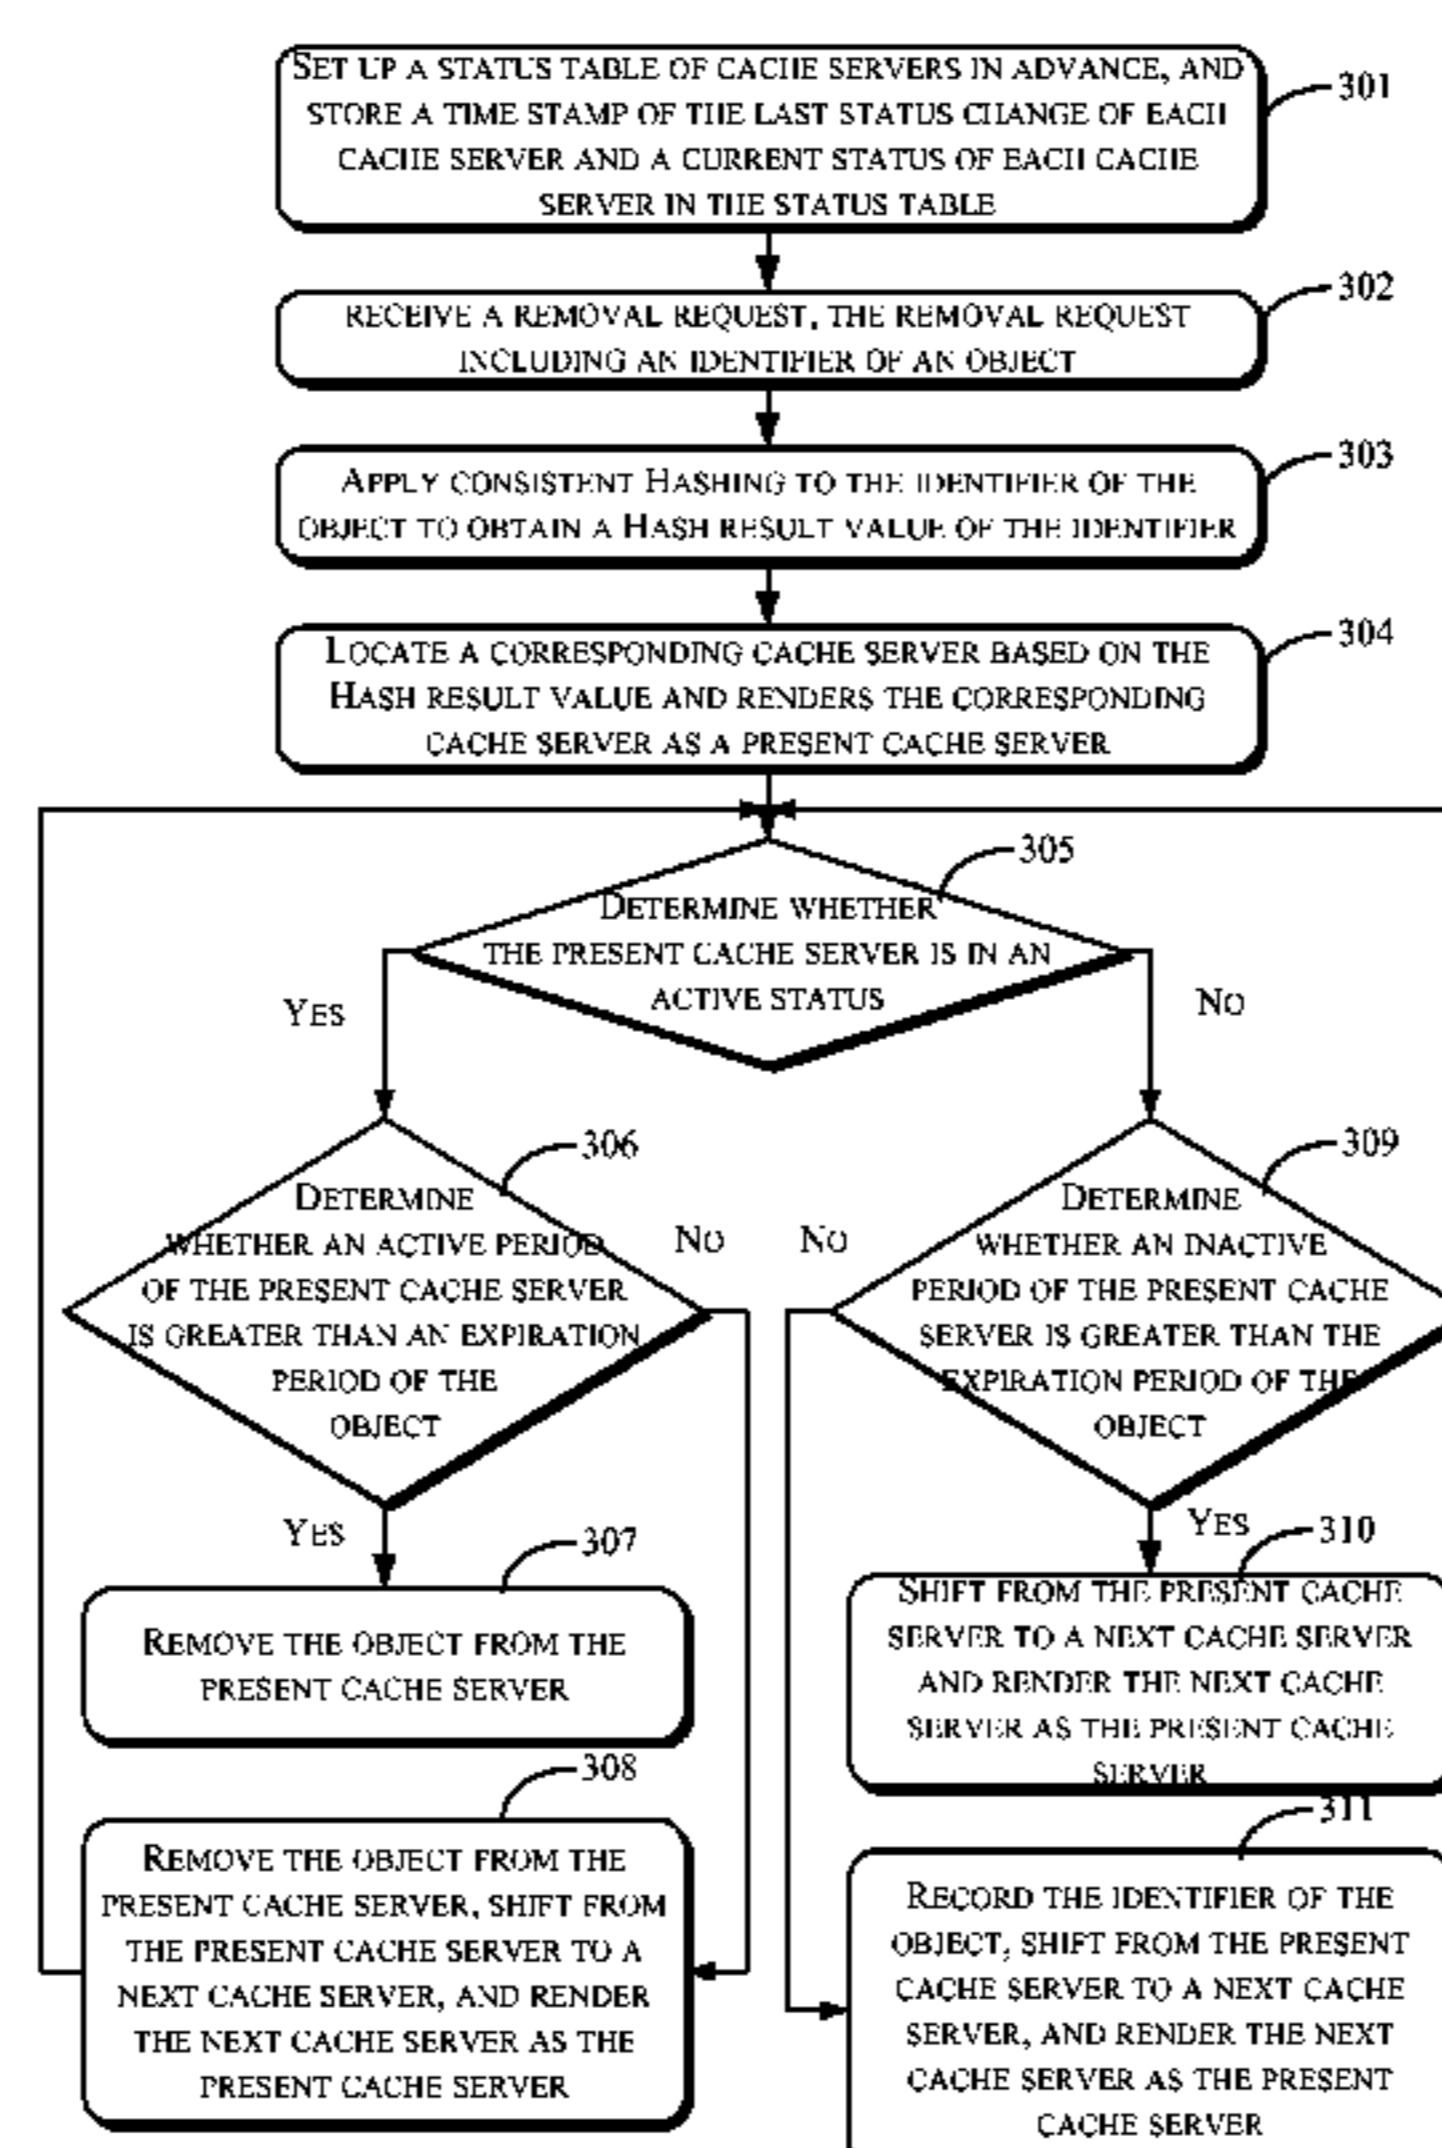 SET UP A STATUS TABLE OF CACHE SERVERS IN ADVANCE, AND
STORE A TIME STAMP OF THE LAST STATUS CHANGE OF EACH
CACHE SERVER AND A CURRENT STATUS OF EACH CACHE
SERVER IN THE STATUS TABLE
301
RECEIVE A REMOVAL REQUEST, THE REMOVAL REQUEST
INCLUDING AN IDENTIFIER OF AN OBJECT
302
APPLY CONSISTENT HASHING TO THE IDENTIFIER OF THE
OBJECT TO OBTAIN A HASH RESULT VALUE OF THE IDENTIFIER
303
LOCATE A CORRESPONDING CACHE SERVER BASED ON THE
HASH RESULT VALUE AND RENDERS THE CORRESPONDING
CACHE SERVER AS A PRESENT CACHE SERVER
304
305
DETERMINE WHETHER
THE PRESENT CACHE SERVER IS IN AN
ACTIVE STATUS
YES
NO
306
DETERMINE
WHETHER AN ACTIVE PERIOD
OF THE PRESENT CACHE SERVER
IS GREATER THAN AN EXPIRATION
PERIOD OF THE
OBJECT
NO
YES
307
REMOVE THE OBJECT FROM THE
PRESENT CACHE SERVER
308
REMOVE THE OBJECT FROM THE
PRESENT CACHE SERVER, SHIFT FROM
THE PRESENT CACHE SERVER TO A
NEXT CACHE SERVER, AND RENDER
THE NEXT CACHE SERVER AS THE
PRESENT CACHE SERVER
309
DETERMINE
WHETHER AN INACTIVE
PERIOD OF THE PRESENT CACHE
SERVER IS GREATER THAN THE
EXPIRATION PERIOD OF THE
OBJECT
NO
YES
310
SHIFT FROM THE PRESENT CACHE
SERVER TO A NEXT CACHE SERVER
AND RENDER THE NEXT CACHE
SERVER AS THE PRESENT CACHE
SERVER
311
RECORD THE IDENTIFIER OF THE
OBJECT, SHIFT FROM THE PRESENT
CACHE SERVER TO A NEXT CACHE
SERVER, AND RENDER THE NEXT
CACHE SERVER AS THE PRESENT
CACHE SERVER